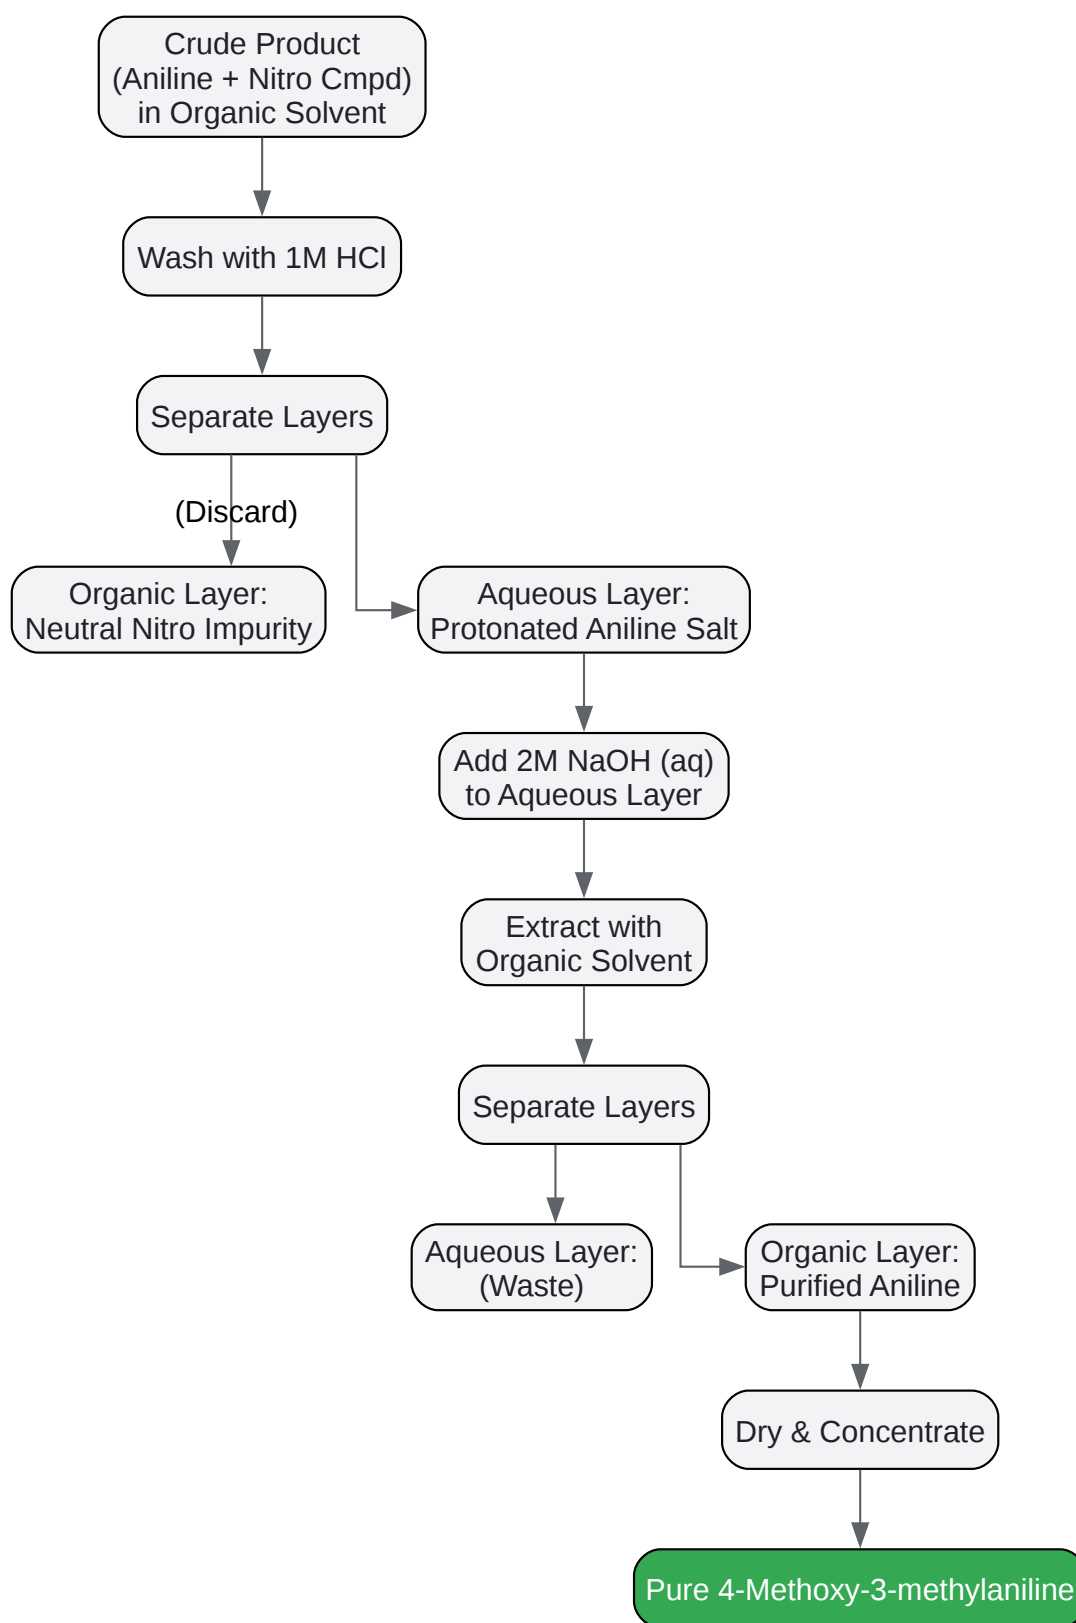 Crude Product
(Aniline + Nitro Cmpd)
in Organic Solvent
Wash with 1M HCl
Separate Layers
(Discard)
Organic Layer:
Neutral Nitro Impurity
Aqueous Layer:
Protonated Aniline Salt
Add 2M NaOH (aq)
to Aqueous Layer
Extract with
Organic Solvent
Separate Layers
Aqueous Layer:
(Waste)
Organic Layer:
Purified Aniline
Dry & Concentrate
Pure 4-Methoxy-3-methylaniline